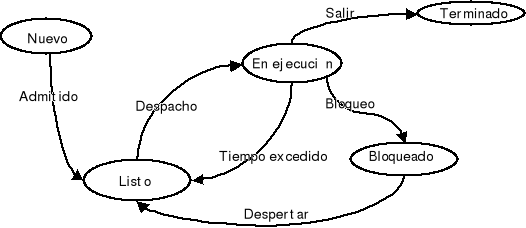 Salir
Terminado
Nuevo
En ejecuci n
Admitido
Despacho
Bloqueo
Tiempo excedido
Bloqueado
Listo
Despertar